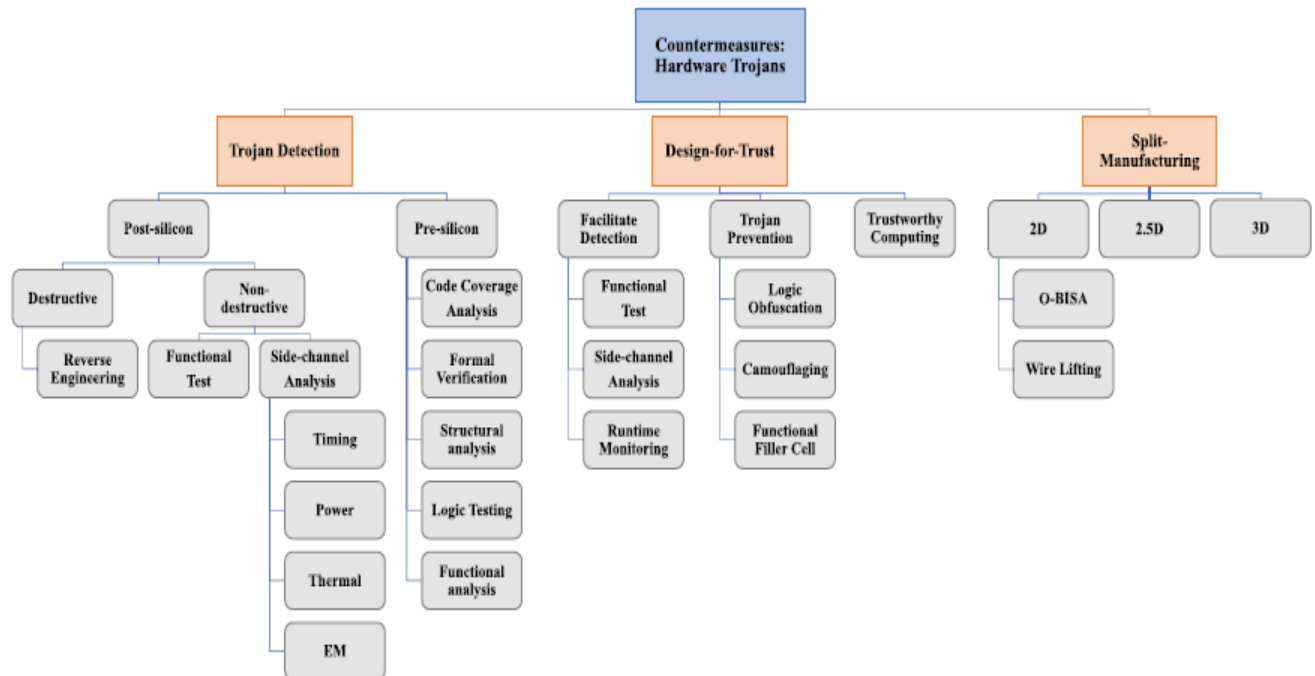 Countermeasures:
Hardware Trojans
Trojan Detection
Design-for-Trust
Split-
Manufacturing
Post-silicon
Pre-silicon
Facilitate
Detection
Trojan
Prevention
Trustworthy
Computing
2D
2.5D
3D
Destructive
Non-
destructive
Code Coverage
Analysis
Functional
Test
Logic
Obfuscation
O-BISA
Reverse
Engineering
Functional
Test
Side-channel
Analysis
Formal
Verification
Side-channel
Analysis
Camouflaging
Wire Lifting
Timing
Structural
analysis
Runtime
Monitoring
Functional
Filler Cell
Power
Logic Testing
Thermal
Functional
analysis
EM